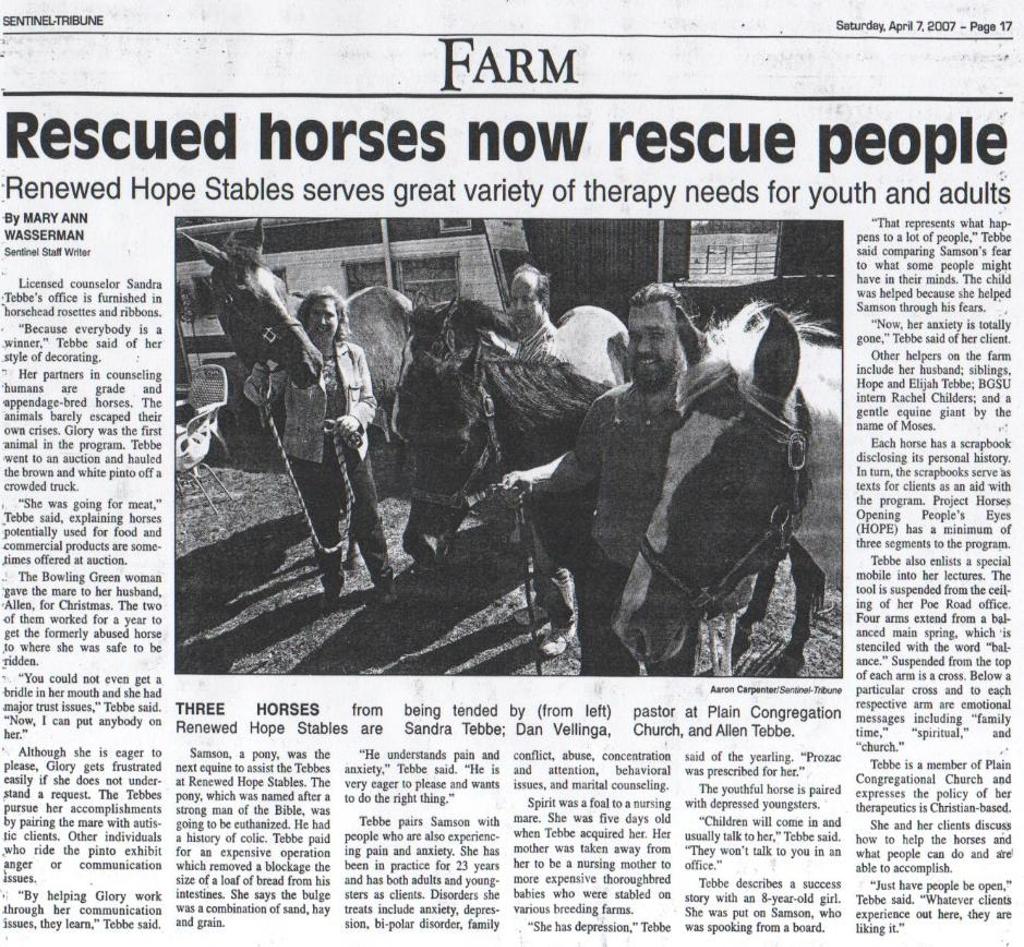 SENTINEL-TRIBUNE
Saturday, April 7, 2007 – Page 17
FARM
Rescued horses now rescue people
Renewed Hope Stables serves great variety of therapy needs for youth and adults
By MARY ANN
WASSERMAN
Sentinel Staff Writer
Licensed counselor Sandra
Tebbe's office is furnished in
horsehead rosettes and ribbons.
"Because everybody is a
winner," Tebbe said of her
style of decorating.
Her partners in counseling
humans are grade and
appendage-bred horses. The
animals barely escaped their
own crises. Glory was the first
animal in the program. Tebbe
went to an auction and hauled
the brown and white pinto off a
crowded truck.
"She was going for meat,"
Tebbe said, explaining horses
potentially used for food and
commercial products are some-
times offered at auction.
The Bowling Green woman
gave the mare to her husband,
Allen, for Christmas. The two
of them worked for a year to
get the formerly abused horse
to where she was safe to be
ridden.
"You could not even get a
bridle in her mouth and she had
major trust issues," Tebbe said.
"Now, I can put anybody on
her."
Although she is eager to
please, Glory gets frustrated
easily if she does not under-
stand a request. The Tebbes
pursue her accomplishments
by pairing the mare with autis-
tic clients. Other individuals
who ride the pinto exhibit
anger or communication
issues.
"By helping Glory work
through her communication
issues, they learn," Tebbe said.
Aaron Carpenter/Sentinel-Tribune
THREE HORSES from being tended by (from left) pastor at Plain Congregation
Renewed Hope Stables are Sandra Tebbe; Dan Vellinga, Church, and Allen Tebbe.
Samson, a pony, was the
next equine to assist the Tebbes
at Renewed Hope Stables. The
pony, which was named after a
strong man of the Bible, was
going to be euthanized. He had
a history of colic. Tebbe paid
for an expensive operation
which removed a blockage the
size of a loaf of bread from his
intestines. She says the bulge
was a combination of sand, hay
and grain.
"He understands pain and
anxiety," Tebbe said. "He is
very eager to please and wants
to do the right thing."
Tebbe pairs Samson with
people who are also experienc-
ing pain and anxiety. She has
been in practice for 23 years
and has both adults and young-
sters as clients. Disorders she
treats include anxiety, depres-
sion, bi-polar disorder, family
conflict, abuse, concentration
and attention, behavioral
issues, and marital counseling.
Spirit was a foal to a nursing
mare. She was five days old
when Tebbe acquired her. Her
mother was taken away from
her to be a nursing mother to
more expensive thoroughbred
babies who were stabled on
various breeding farms.
"She has depression," Tebbe
said of the yearling. "Prozac
was prescribed for her."
The youthful horse is paired
with depressed youngsters.
"Children will come in and
usually talk to her," Tebbe said.
"They won't talk to you in an
office."
Tebbe describes a success
story with an 8-year-old girl.
She was put on Samson, who
was spooking from a board.
"That represents what hap-
pens to a lot of people," Tebbe
said comparing Samson's fear
to what some people might
have in their minds. The child
was helped because she helped
Samson through his fears.
"Now, her anxiety is totally
gone," Tebbe said of her client.
Other helpers on the farm
include her husband; siblings,
Hope and Elijah Tebbe; BGSU
intern Rachel Childers; and a
gentle equine giant by the
name of Moses.
Each horse has a scrapbook
disclosing its personal history.
In turn, the scrapbooks serve as
texts for clients as an aid with
the program. Project Horses
Opening People's Eyes
(HOPE) has a minimum of
three segments to the program.
Tebbe also enlists a special
mobile into her lectures. The
tool is suspended from the ceil-
ing of her Poe Road office.
Four arms extend from a bal-
anced main spring, which is
stenciled with the word "bal-
ance." Suspended from the top
of each arm is a cross. Below a
particular cross and to each
respective arm are emotional
messages including "family
time," "spiritual," and
"church."
Tebbe is a member of Plain
Congregational Church and
expresses the policy of her
therapeutics is Christian-based.
She and her clients discuss
how to help the horses and
what people can do and are
able to accomplish.
"Just have people be open,"
Tebbe said. "Whatever clients
experience out here, they are
liking it."